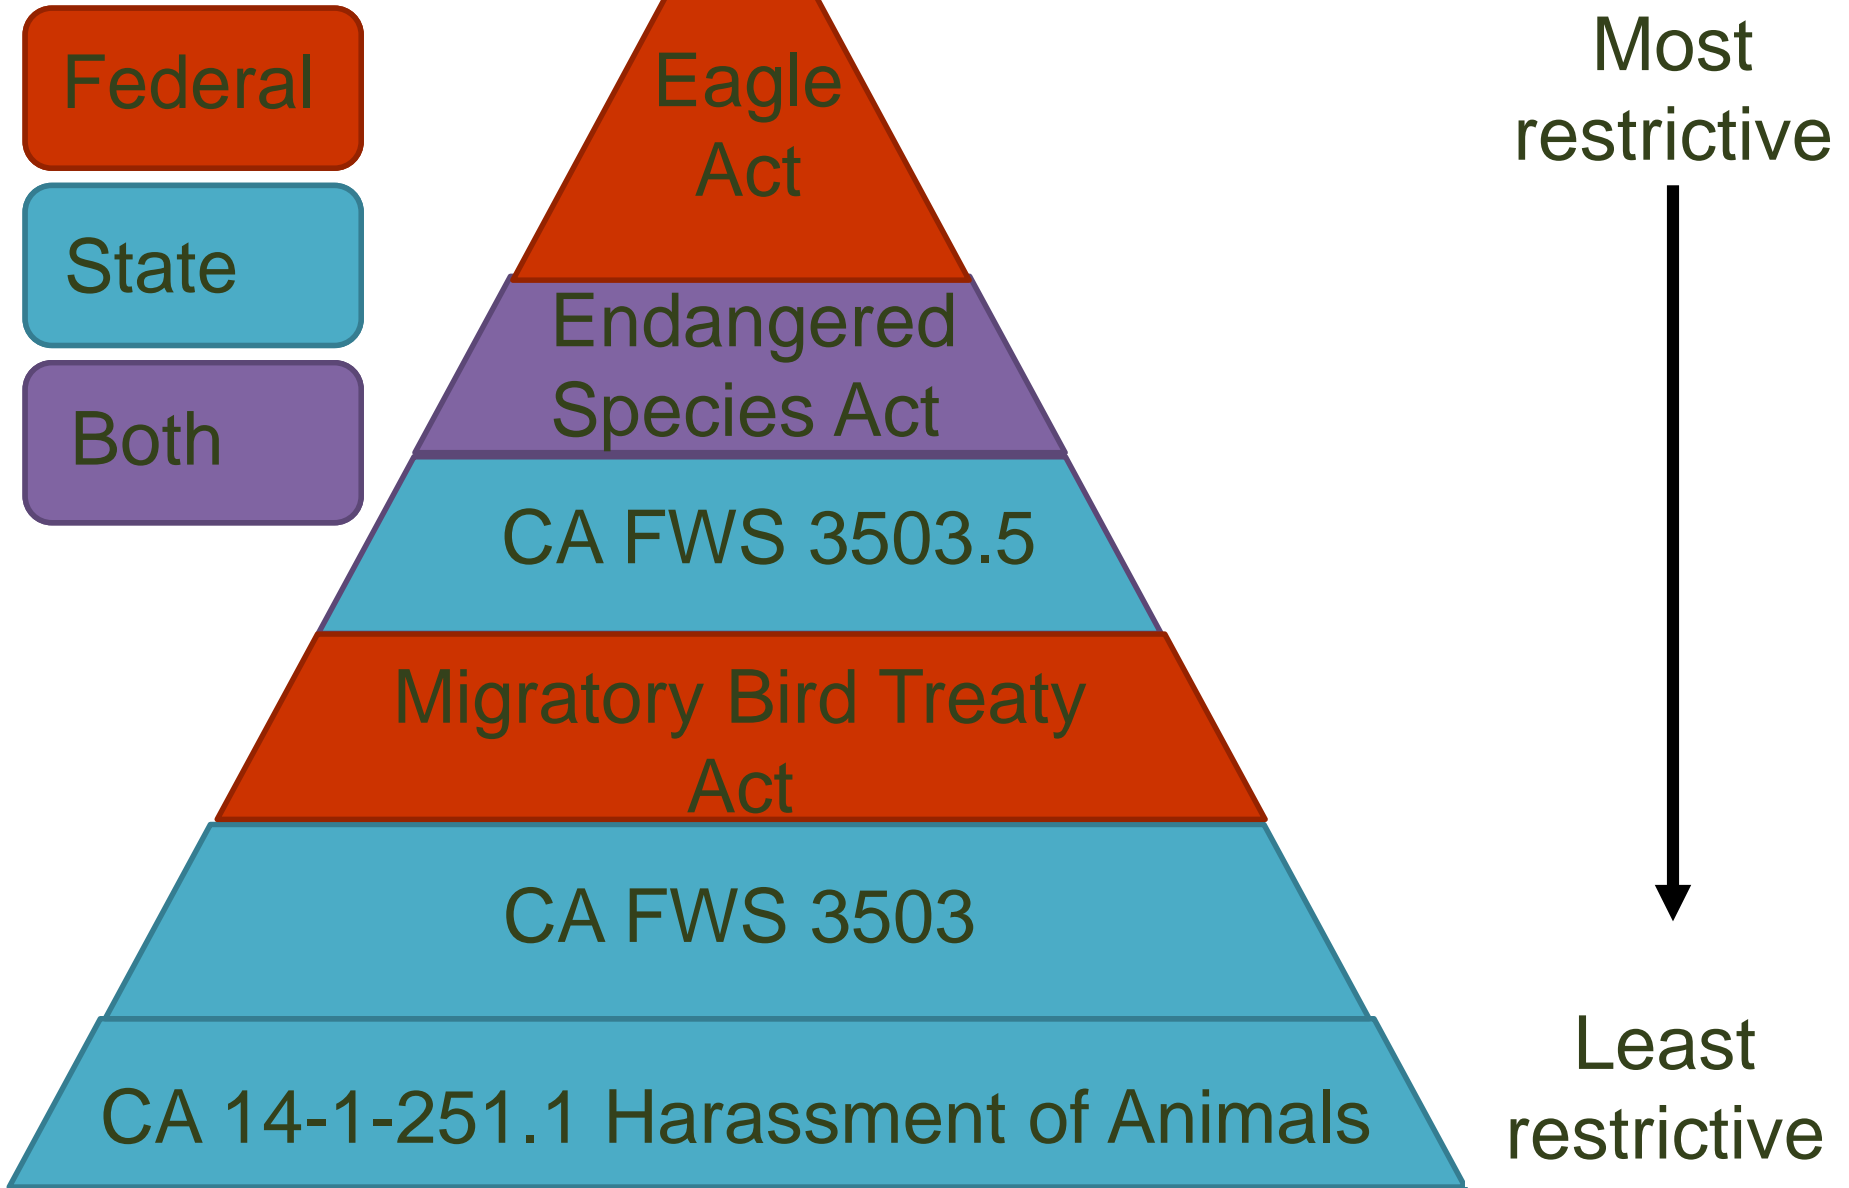 Federal
State
Both
Eagle
Act
Endangered
Species Act
CA FWS 3503.5
Migratory Bird Treaty
Act
CA FWS 3503
CA 14-1-251.1 Harassment of Animals
Most
restrictive
Least
restrictive